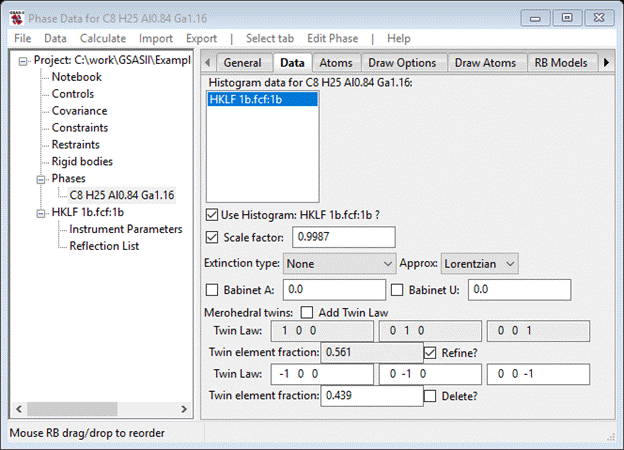 Phase Data for C8 H25 Al0.84 Ga1.16
File Data Calculate Import Export | Select tab Edit Phase | Help
Project: C:\work\GSASII\Example
Notebook
Controls
Covariance
Constraints
Restraints
Rigid bodies
Phases
C8 H25 Al0.84 Ga1.16
HKLF 1b.fcf:1b
Instrument Parameters
Reflection List
General Data Atoms Draw Options Draw Atoms RB Models
Histogram data for C8 H25 Al0.84 Ga1.16:
HKLF 1b.fcf:1b
Use Histogram: HKLF 1b.fcf:1b ?
Scale factor: 0.9987
Extinction type: None Approx: Lorentzian
Babinet A: 0.0 Babinet U: 0.0
Merohedral twins: Add Twin Law
Twin Law: 1 0 0 0 1 0 0 0 1
Twin element fraction: 0.561 Refine?
Twin Law: -1 0 0 0 -1 0 0 0 -1
Twin element fraction: 0.439 Delete?
Mouse RB drag/drop to reorder